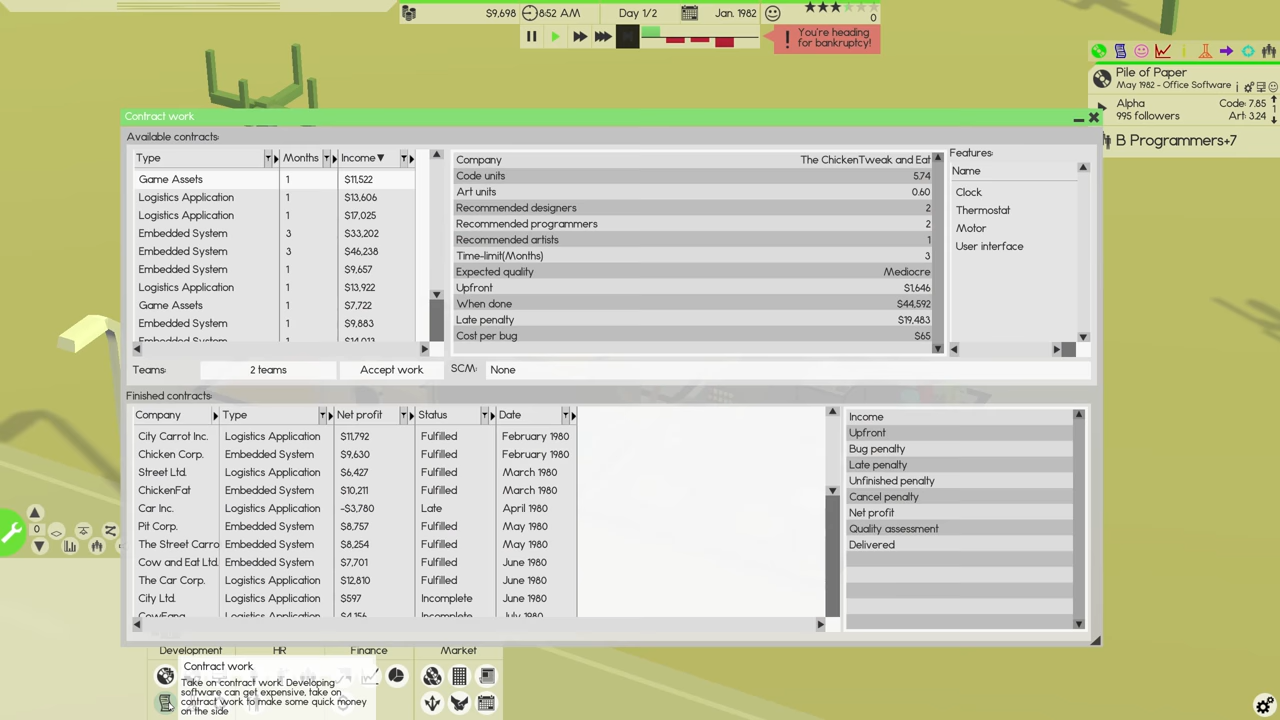 $9,698
8:52 AM
Day 1/2
Jan. 1982
0
! You're heading
for bankruptcy!
Pile of Paper
May 1982 - Office Software
Alpha
995 followers
Code: 7.85
Art: 3.24
B Programmers+7
Contract work
Available contracts:
Type Months Income▼
Game Assets 1 $11,522
Logistics Application 1 $13,606
Logistics Application 1 $17,025
Embedded System 3 $33,202
Embedded System 3 $46,238
Embedded System 1 $9,657
Logistics Application 1 $13,922
Game Assets 1 $7,722
Embedded System 1 $9,883
Embedded System 1 $14,013
Company The ChickenTweak and Eat
Code units 5.74
Art units 0.60
Recommended designers 2
Recommended programmers 2
Recommended artists 1
Time-limit(Months) 3
Expected quality Mediocre
Upfront $1,646
When done $44,592
Late penalty $19,483
Cost per bug $65
Features:
Name
Clock
Thermostat
Motor
User interface
Teams: 2 teams Accept work SCM: None
Finished contracts:
Company Type Net profit Status Date
City Carrot Inc. Logistics Application $11,792 Fulfilled February 1980
Chicken Corp. Embedded System $9,630 Fulfilled February 1980
Street Ltd. Logistics Application $6,427 Fulfilled March 1980
ChickenFat Embedded System $10,211 Fulfilled March 1980
Car Inc. Logistics Application -$3,780 Late April 1980
Pit Corp. Embedded System $8,757 Fulfilled May 1980
The Street Carro Embedded System $8,254 Fulfilled May 1980
Cow and Eat Ltd. Embedded System $7,701 Fulfilled June 1980
The Car Corp. Logistics Application $12,810 Fulfilled June 1980
City Ltd. Logistics Application $597 Incomplete June 1980
CowFang Logistics Application $4,156 Incomplete July 1980
Income
Upfront
Bug penalty
Late penalty
Unfinished penalty
Cancel penalty
Net profit
Quality assessment
Delivered
0
Development HR Finance Market
Contract work
Take on contract work. Developing
software can get expensive, take on
contract work to make some quick money
on the side